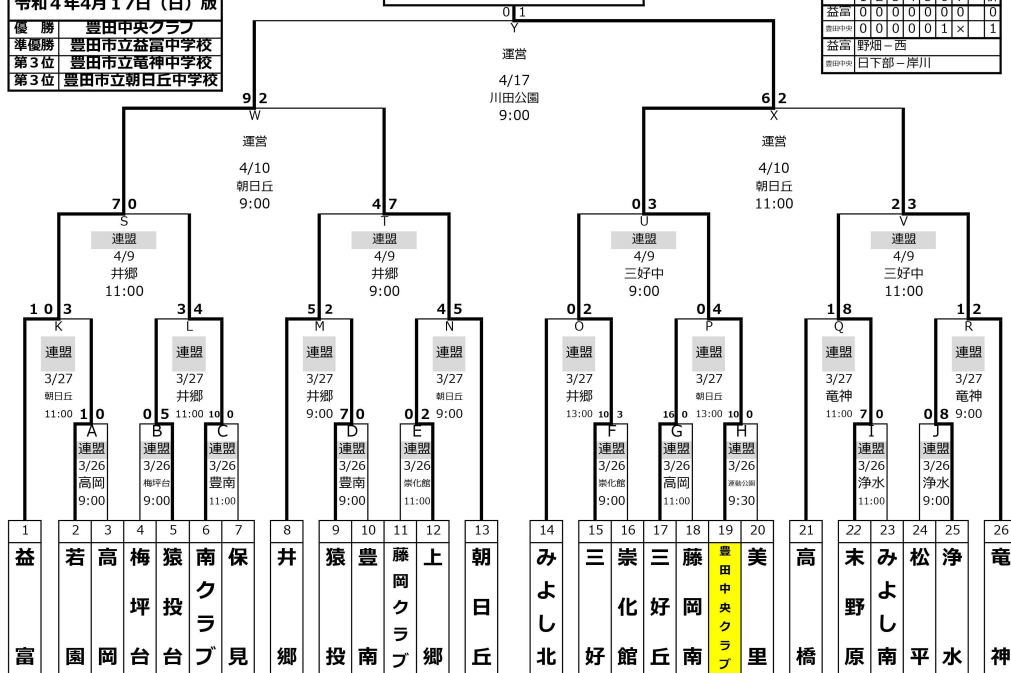 令和４年4月１7日（日）版
優　勝　豊田中央クラブ
準優勝　豊田市立益富中学校
第３位　豊田市立竜神中学校
第３位　豊田市立朝日丘中学校
0 1
Y
運営
4/17
川田公園
9:00
益富 0 0 0 0 0 0 0 0
豊田中央 0 0 0 0 0 1 × 1
益富 野畑－西
豊田中央 日下部－岸川
9 2
W
運営
4/10
朝日丘
9:00
6 2
X
運営
4/10
朝日丘
11:00
7 0
S
連盟
4/9
井郷
11:00
4 7
T
連盟
4/9
井郷
9:00
0 3
U
連盟
4/9
三好中
9:00
2 3
V
連盟
4/9
三好中
11:00
1 0 3
K
連盟
3/27
朝日丘
11:00
3 4
L
連盟
3/27
井郷
11:00
5 2
M
連盟
3/27
井郷
9:00
4 5
N
連盟
3/27
朝日丘
9:00
0 2
O
連盟
3/27
井郷
13:00
0 4
P
連盟
3/27
朝日丘
13:00
1 8
Q
連盟
3/27
竜神
11:00
1 2
R
連盟
3/27
竜神
9:00
1 0
A
連盟
3/26
高岡
9:00
0 5
B
連盟
3/26
梅坪台
9:00
10 0
C
連盟
3/26
豊南
11:00
7 0
D
連盟
3/26
豊南
9:00
0 2
E
連盟
3/26
崇化館
11:00
10 3
F
連盟
3/26
崇化館
9:00
16 0
G
連盟
3/26
高岡
11:00
10 0
H
連盟
3/26
運動公園
9:30
7 0
I
連盟
3/26
浄水
11:00
0 8
J
連盟
3/26
浄水
9:00
1 益富
2 若園
3 高岡
4 梅坪台
5 猿投台
6 南クラブ
7 保見
8 井郷
9 猿投
10 豊南
11 藤岡クラブ
12 上郷
13 朝日丘
14 みよし北
15 三好
16 崇化館
17 三好丘
18 藤岡南
19 豊田中央クラブ
20 美里
21 高橋
22 末野原
23 みよし南
24 松平
25 浄水
26 竜神